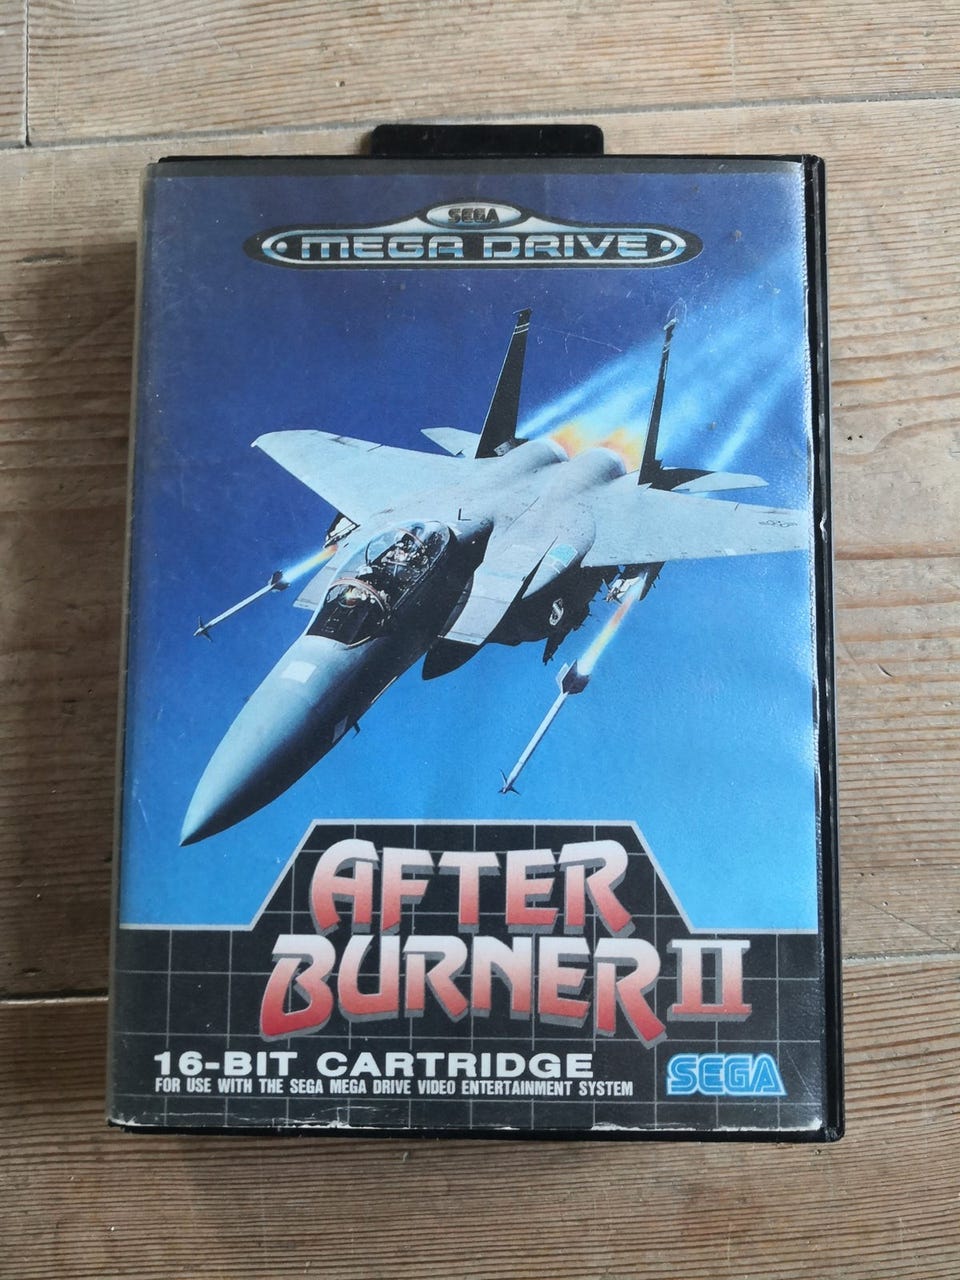 SEGA
MEGA DRIVE
AFTER
BURNER II
16-BIT CARTRIDGE
FOR USE WITH THE SEGA MEGA DRIVE VIDEO ENTERTAINMENT SYSTEM
SEGA